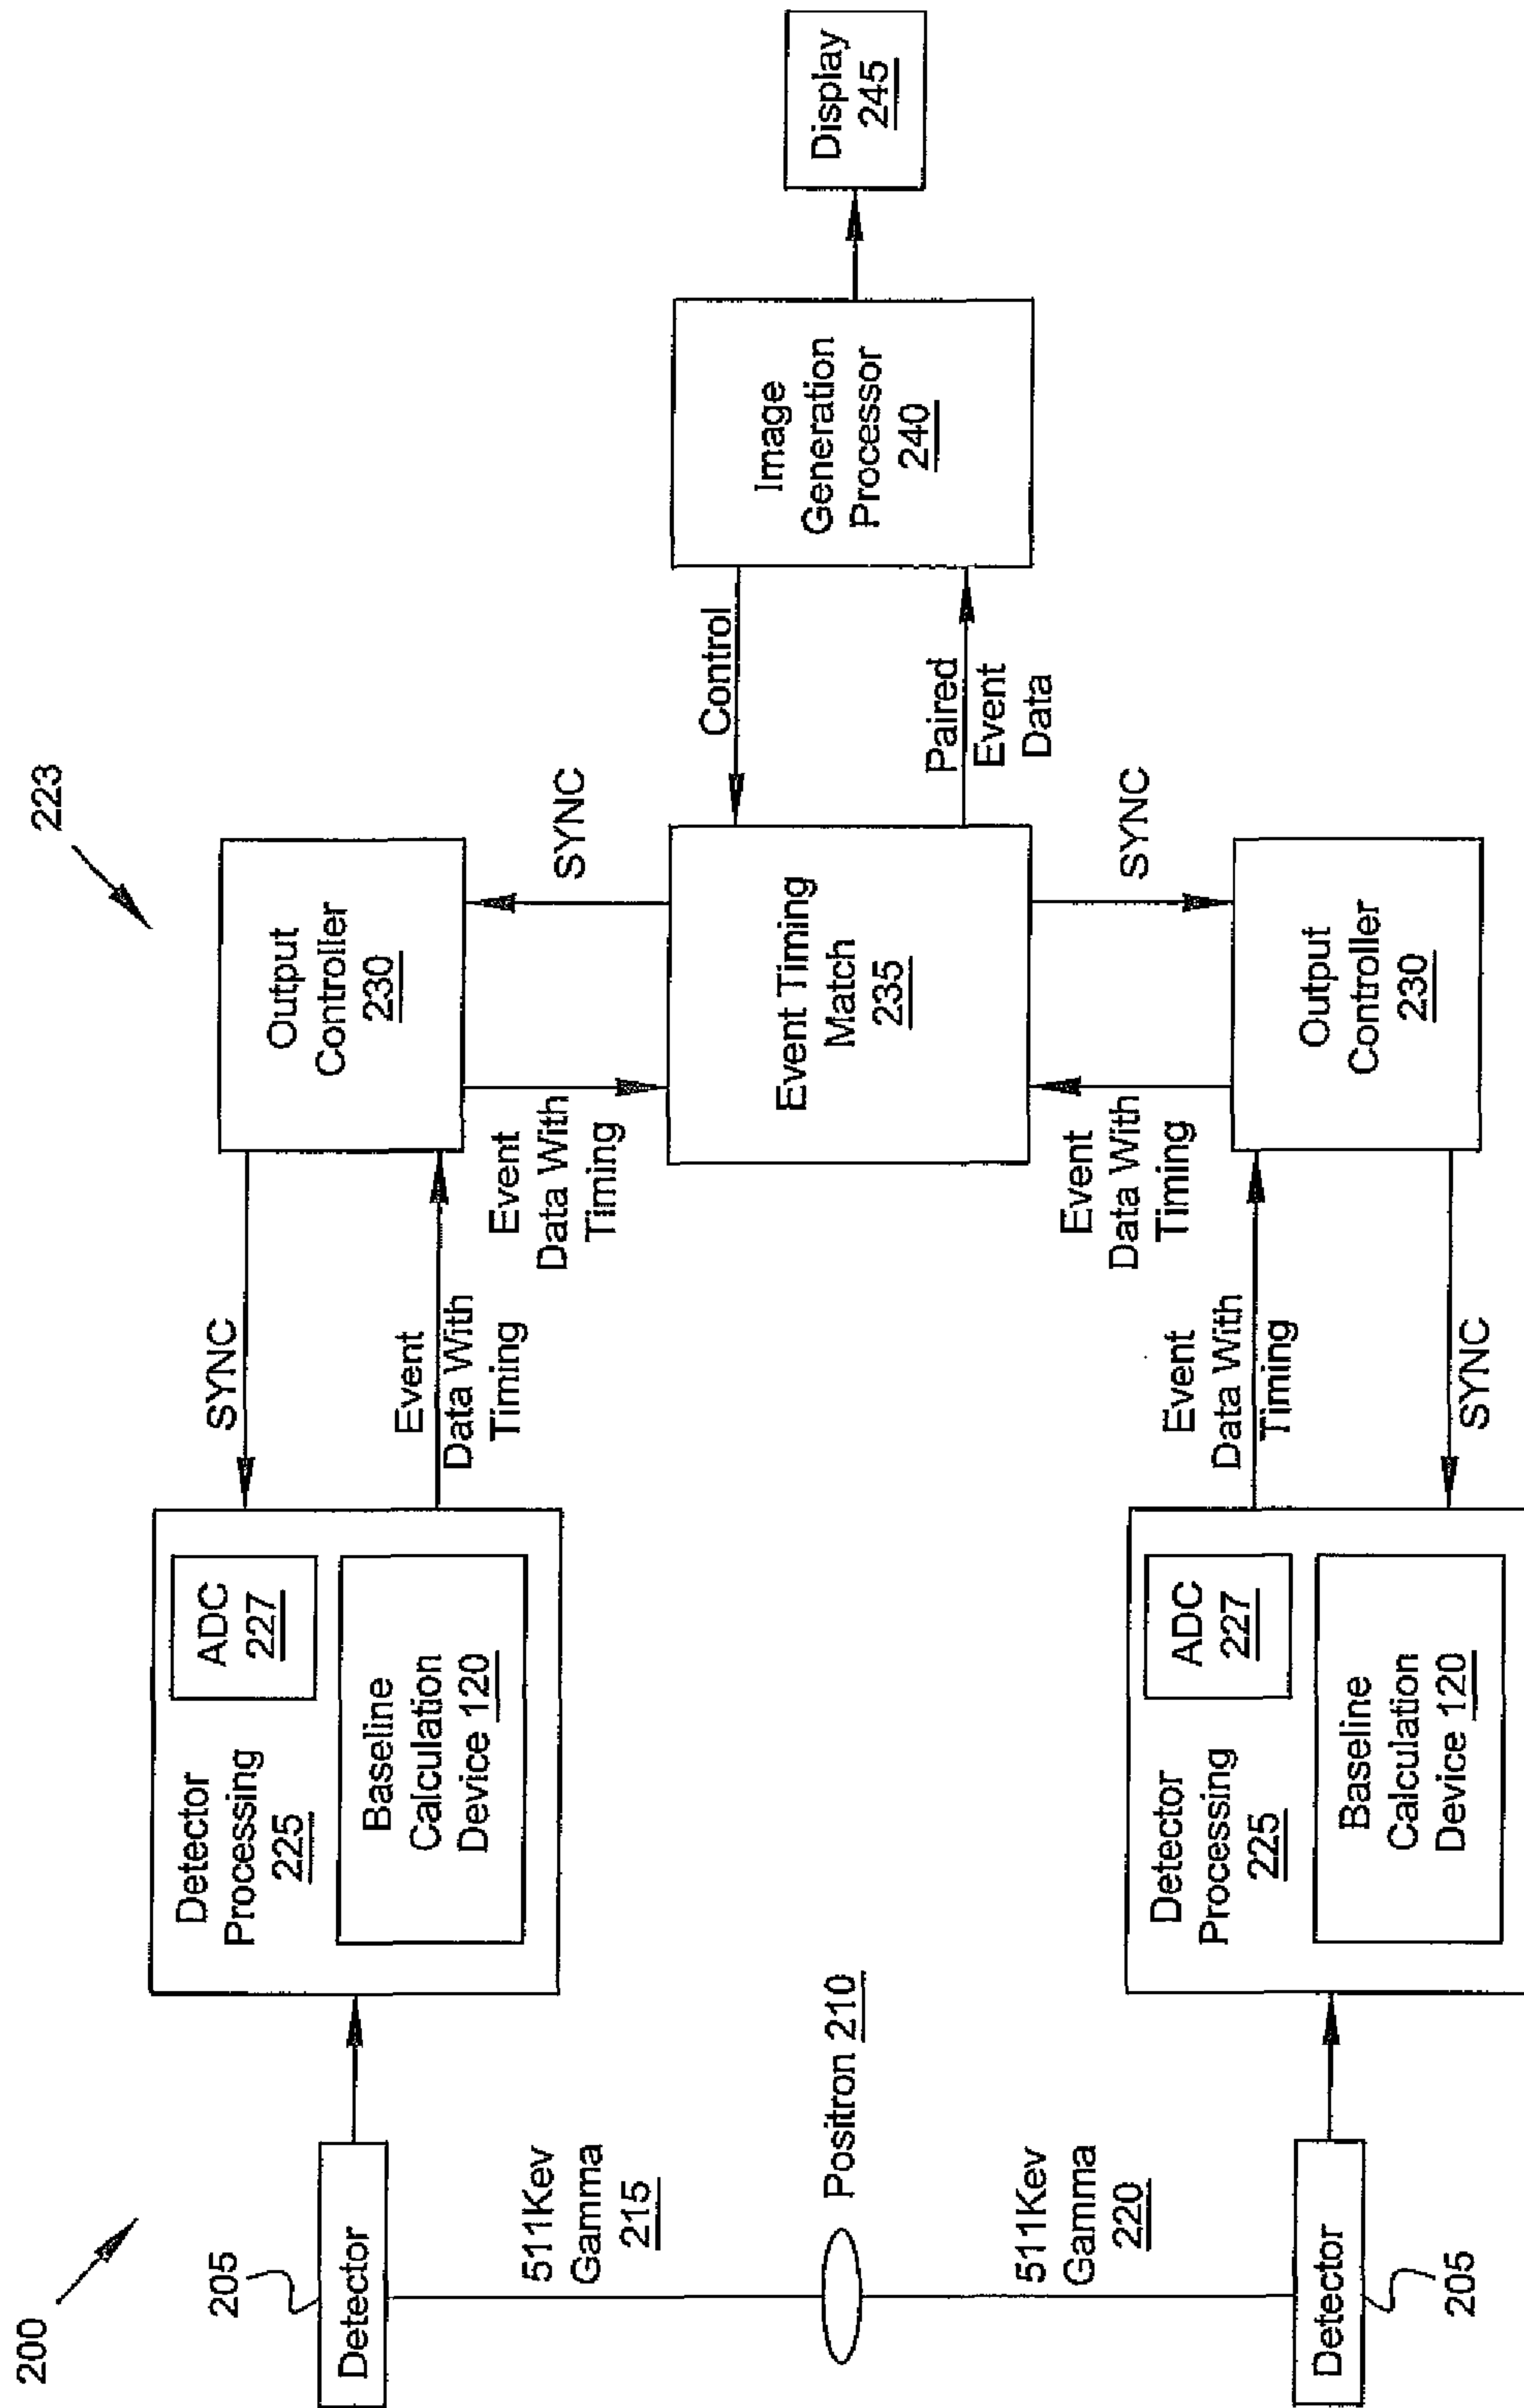 200
223
205
Detector
511Kev
Gamma
215
Positron 210
511Kev
Gamma
220
Detector
205
Detector
Processing
225
ADC
227
Baseline
Calculation
Device 120
SYNC
Event
Data With
Timing
Output
Controller
230
Event
Data With
Timing
SYNC
Event Timing
Match
235
Control
Paired
Event
Data
Image
Generation
Processor
240
Display
245
Detector
Processing
225
ADC
227
Baseline
Calculation
Device 120
Event
Data With
Timing
SYNC
Event
Data With
Timing
SYNC
Output
Controller
230